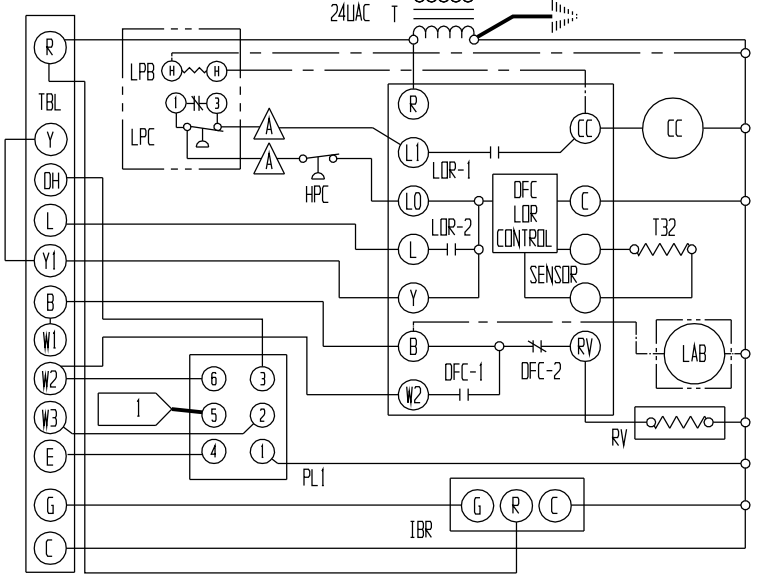 24UAC T
R
LPB H H
TBL
1 3
R
CC CC
Y
LPC A
A
L1
LOR-1
HPC
DH
LO
DFC
LOR
CONTROL
C
L
LOR-2
L
T32
Y1
SENSOR
Y
B
W1
B
DFC-1
DFC-2
RV
LAB
W2
6 3
W2
1
5 2
W3
RV
E
4 1
PL1
G
G R C
IBR
C